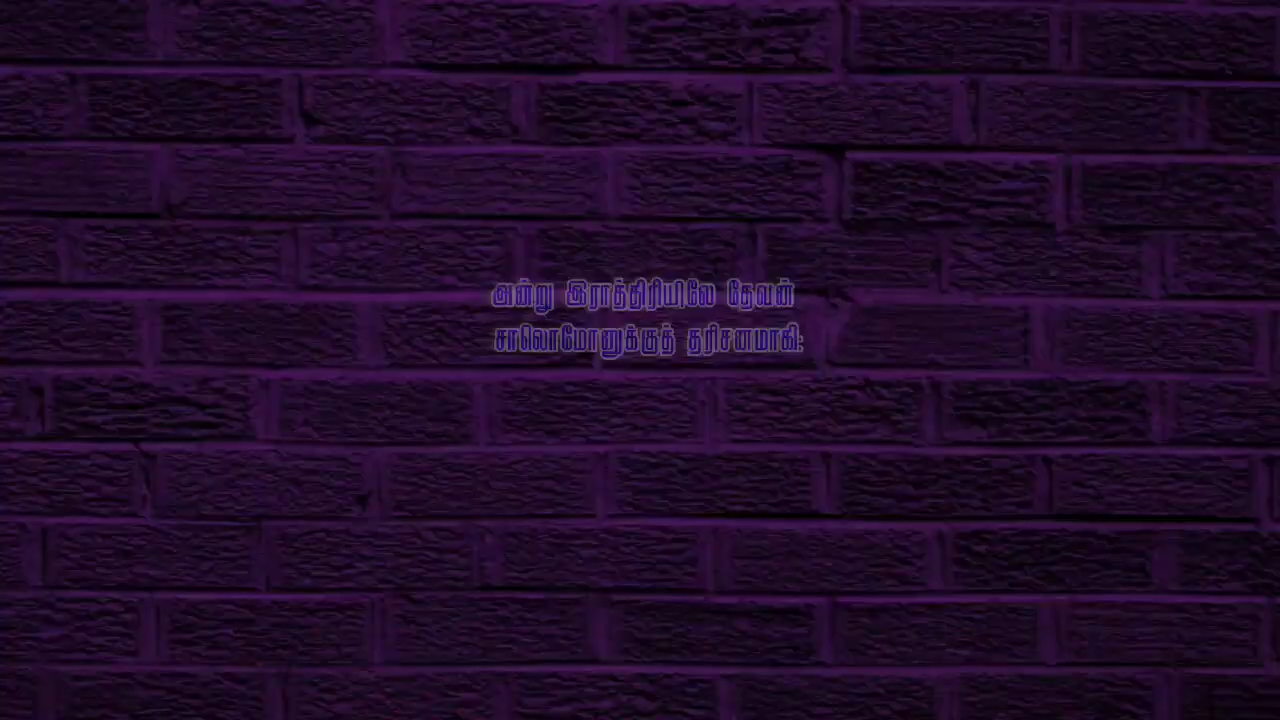 அன்று இராத்திரியிலே தேவன்
சாலொமோனுக்குத் தரிசனமாகி: